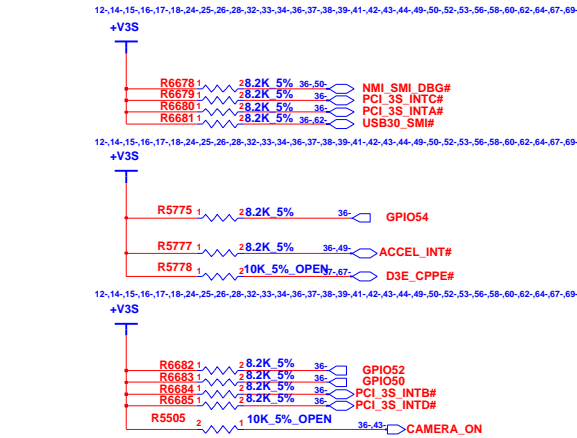 12-,14-,15-,16-,17-,18-,24-,25-,26-,28-,32-,33-,34-,36-,37-,38-,39-,41-,42-,43-,44-,49-,50-,52-,53-,56-,58-,60-,62-,64-,67-,69-
+V3S
R6678 1 2 8.2K_5% 36-,50- NMI_SMI_DBG#
R6679 1 2 8.2K_5% 36- PCI_3S_INTC#
R6680 1 2 8.2K_5% 36- PCI_3S_INTA#
R6681 1 2 8.2K_5% 36-,62- USB30_SMI#
12-,14-,15-,16-,17-,18-,24-,25-,26-,28-,32-,33-,34-,36-,37-,38-,39-,41-,42-,43-,44-,49-,50-,52-,53-,56-,58-,60-,62-,64-,67-,69-
+V3S
R5775 1 2 8.2K_5% 36- GPIO54
R5777 1 2 8.2K_5% 36-,49- ACCEL_INT#
R5778 1 2 10K_5%_OPEN 67- D3E_CPPE#
12-,14-,15-,16-,17-,18-,24-,25-,26-,28-,32-,33-,34-,36-,37-,38-,39-,41-,42-,43-,44-,49-,50-,52-,53-,56-,58-,60-,62-,64-,67-,69-
+V3S
R6682 1 2 8.2K_5% 36- GPIO52
R6683 1 2 8.2K_5% 36- GPIO50
R6684 1 2 8.2K_5% 36- PCI_3S_INTB#
R6685 1 2 8.2K_5% 36- PCI_3S_INTD#
R5505 2 1 10K_5%_OPEN 36-,43- CAMERA_ON